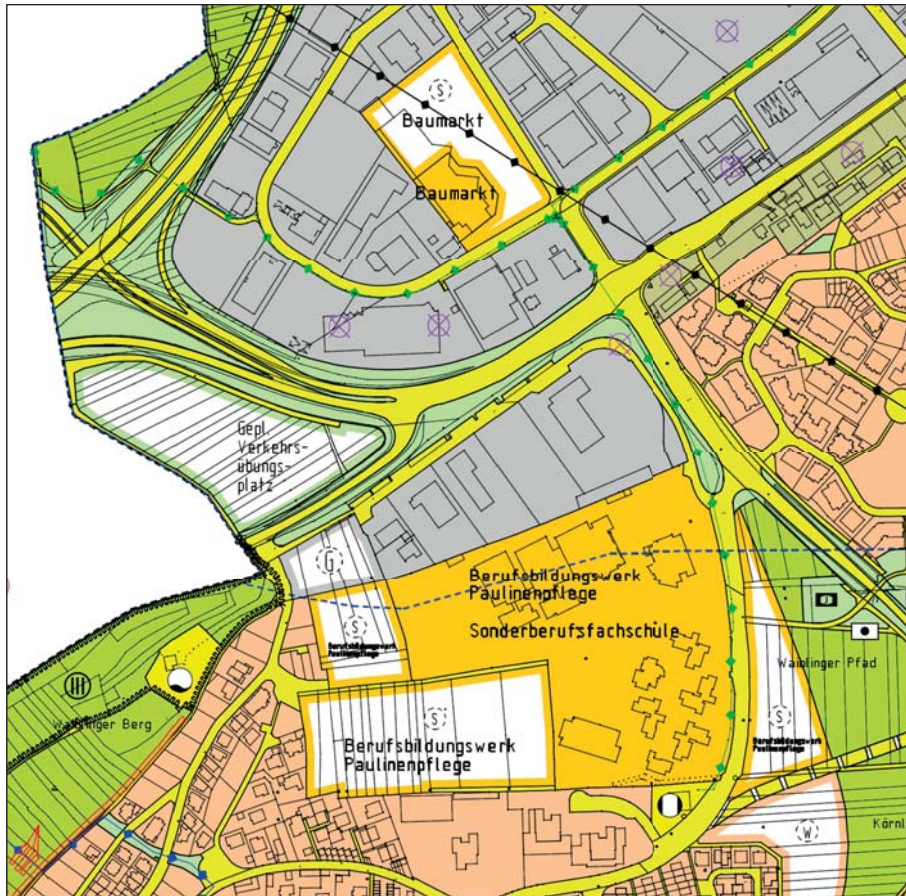 S
Baumarkt
Baumarkt
Gepl.
Verkehrs-
übungs-
platz
G
Berufsbildungswerk
Paulinenpflege
Sonderberufsfachschule
S
Berufsbildungswerk
Paulinenpflege
Waiblinger Pfad
Waiblinger Berg
S
Berufsbildungswerk
Paulinenpflege
S
Berufsbildungswerk
Paulinenpflege
W
Körnl